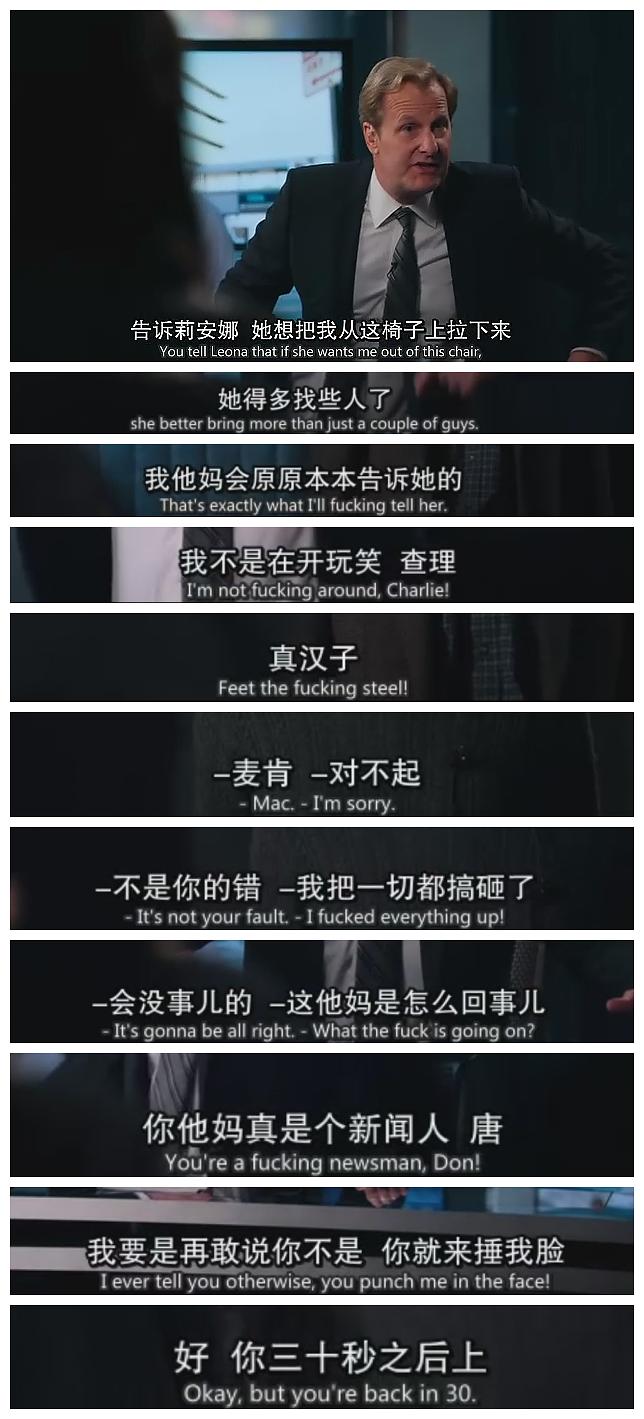 告诉莉安娜 她想把我从这椅子上拉下来
You tell Leona that if she wants me out of this chair,
她得多找些人了
she better bring more than just a couple of guys.
我他妈会原原本本告诉她的
That's exactly what I'll fucking tell her.
我不是在开玩笑 查理
I'm not fucking around, Charlie!
真汉子
Feet the fucking steel!
–麦肯 –对不起
- Mac. - I'm sorry.
–不是你的错 –我把一切都搞砸了
- It's not your fault. - I fucked everything up!
–会没事儿的 –这他妈是怎么回事儿
- It's gonna be all right. - What the fuck is going on?
你他妈真是个新闻人 唐
You're a fucking newsman, Don!
我要是再敢说你不是 你就来捶我脸
I ever tell you otherwise, you punch me in the face!
好 你三十秒之后上
Okay, but you're back in 30.